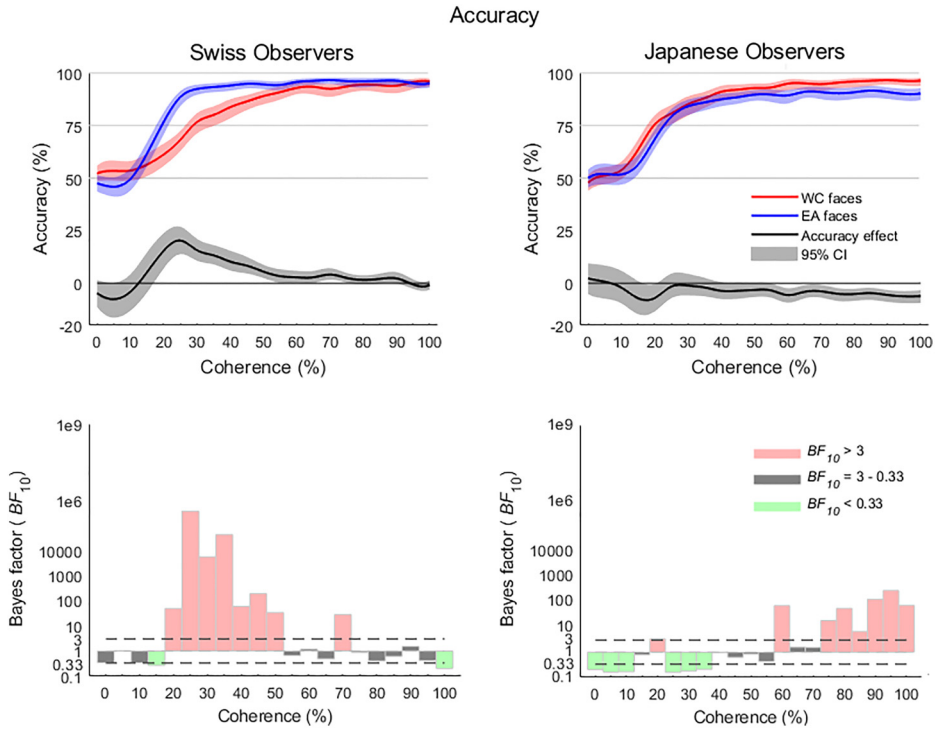 Accuracy
Swiss Observers
Japanese Observers
Accuracy (%)
100
75
50
25
0
-20
0 10 20 30 40 50 60 70 80 90 100
Coherence (%)
Accuracy (%)
100
75
50
25
0
-20
WC faces
EA faces
Accuracy effect
95% CI
0 10 20 30 40 50 60 70 80 90 100
Coherence (%)
Bayes factor ( BF10)
1e9
1e6
10000
1000
100
10
3
1
0.33
0.1
0 10 20 30 40 50 60 70 80 90 100
Coherence (%)
Bayes factor ( BF10)
1e9
1e6
10000
1000
100
10
3
1
0.33
0.1
BF10 > 3
BF10 = 3 - 0.33
BF10 < 0.33
0 10 20 30 40 50 60 70 80 90 100
Coherence (%)